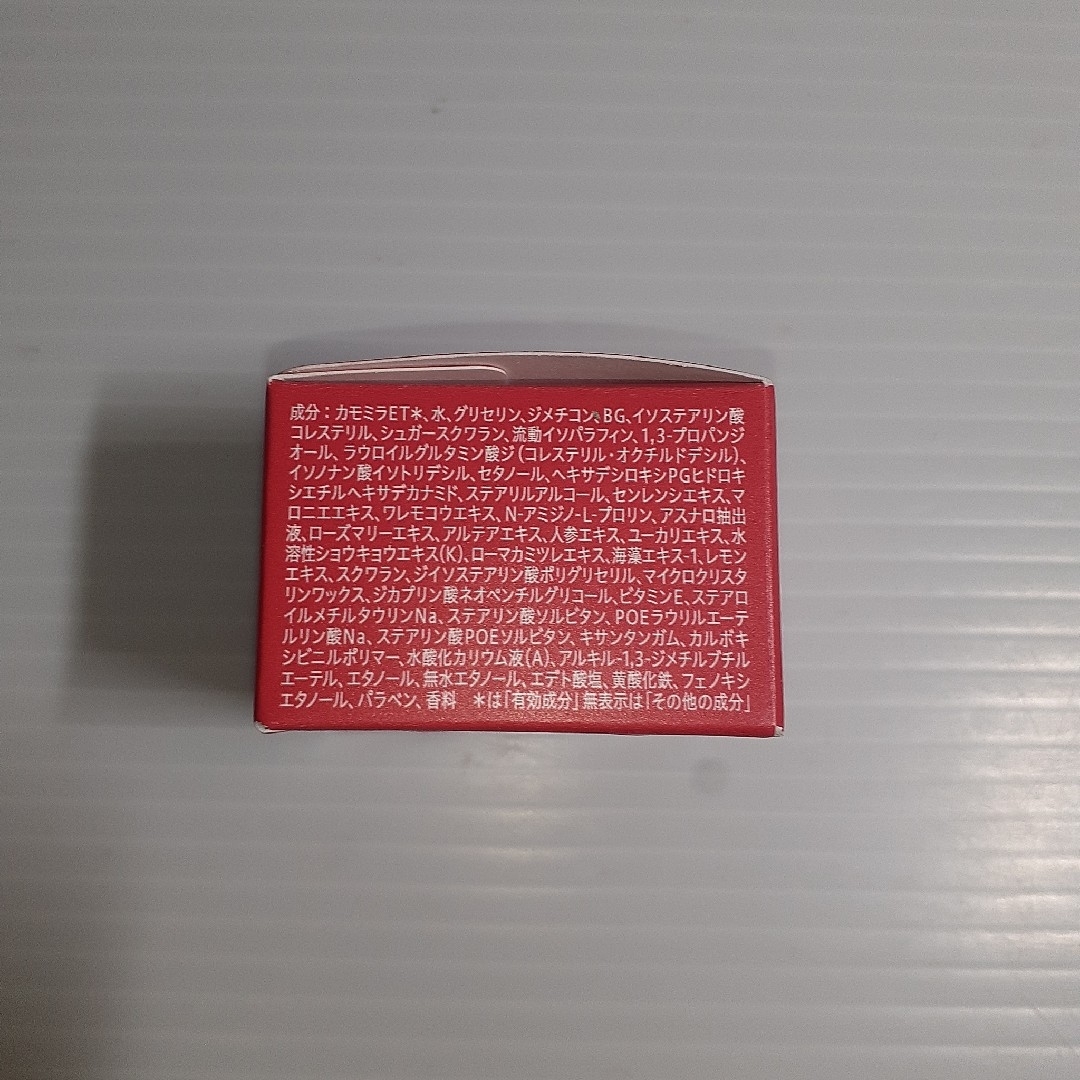 成分：カモミラET＊、水、グリセリン、ジメチコン、BG、イソステアリン酸
コレステリル、シュガースクワラン、流動イソパラフィン、1,3-プロパンジ
オール、ラウロイルグルタミン酸ジ（コレステリル・オクチルドデシル）、
イソノナン酸イソトリデシル、セタノール、ヘキサデシロキシPGヒドロキ
シエチルヘキサデカナミド、ステアリルアルコール、センレンシエキス、マ
ロニエエキス、ワレモコウエキス、N-アミジノ-L-プロリン、アスナロ抽出
液、ローズマリーエキス、アルテアエキス、人参エキス、ユーカリエキス、水
溶性ショウキョウエキス（K）、ローマカミツレエキス、海藻エキス-1、レモン
エキス、スクワラン、ジイソステアリン酸ポリグリセリル、マイクロクリスタ
リンワックス、ジカプリン酸ネオペンチルグリコール、ビタミンE、ステアロ
イルメチルタウリンNa、ステアリン酸ソルビタン、POEラウリルエーテ
ルリン酸Na、ステアリン酸POEソルビタン、キサンタンガム、カルボキ
シビニルポリマー、水酸化カリウム液（A）、アルキル-1,3-ジメチルブチル
エーテル、エタノール、無水エタノール、エデト酸塩、黄酸化鉄、フェノキシ
エタノール、パラベン、香料　＊は「有効成分」無表示は「その他の成分」